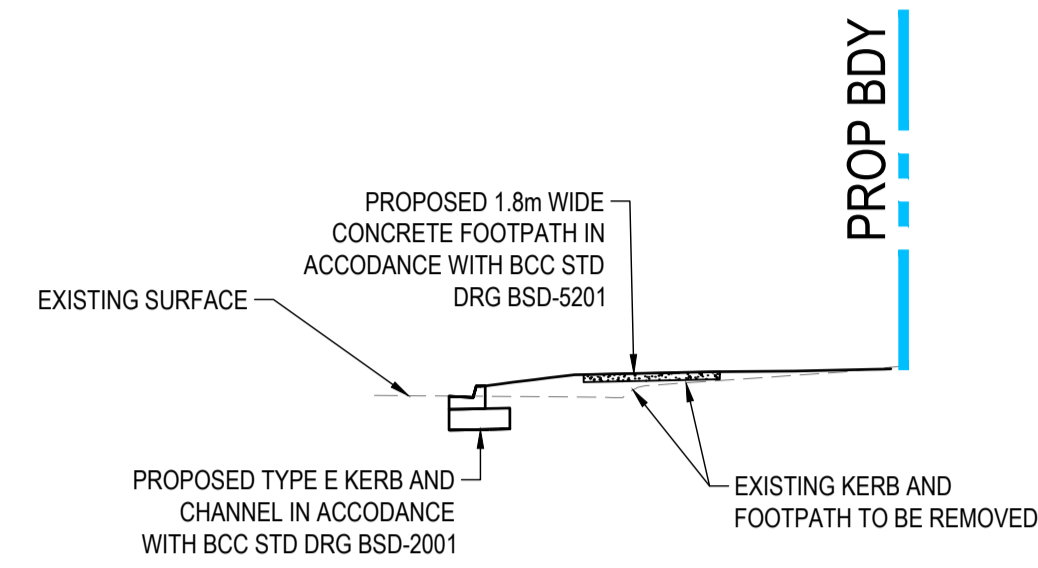 PROP BDY
PROPOSED 1.8m WIDE
CONCRETE FOOTPATH IN
ACCODANCE WITH BCC STD
DRG BSD-5201
EXISTING SURFACE
PROPOSED TYPE E KERB AND
CHANNEL IN ACCODANCE
WITH BCC STD DRG BSD-2001
EXISTING KERB AND
FOOTPATH TO BE REMOVED